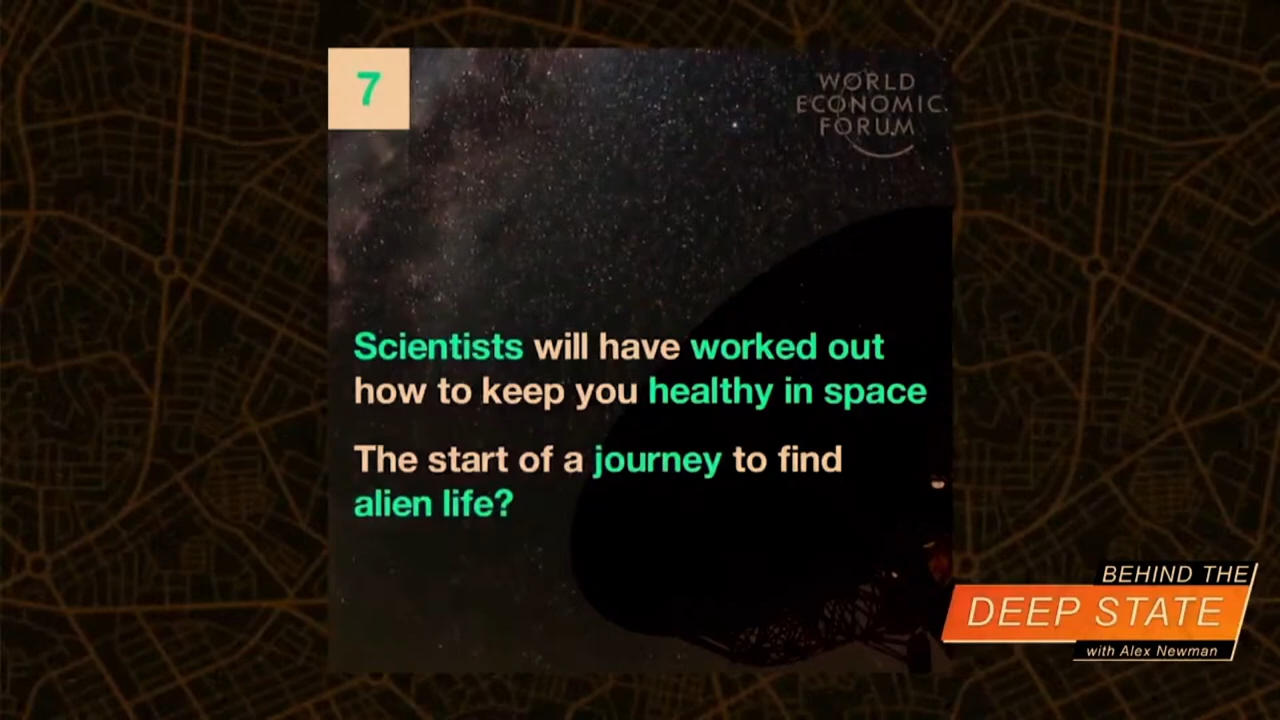 7
WORLD
ECONOMIC
FORUM
Scientists will have worked out
how to keep you healthy in space
The start of a journey to find
alien life?
BEHIND THE
DEEP STATE
with Alex Newman